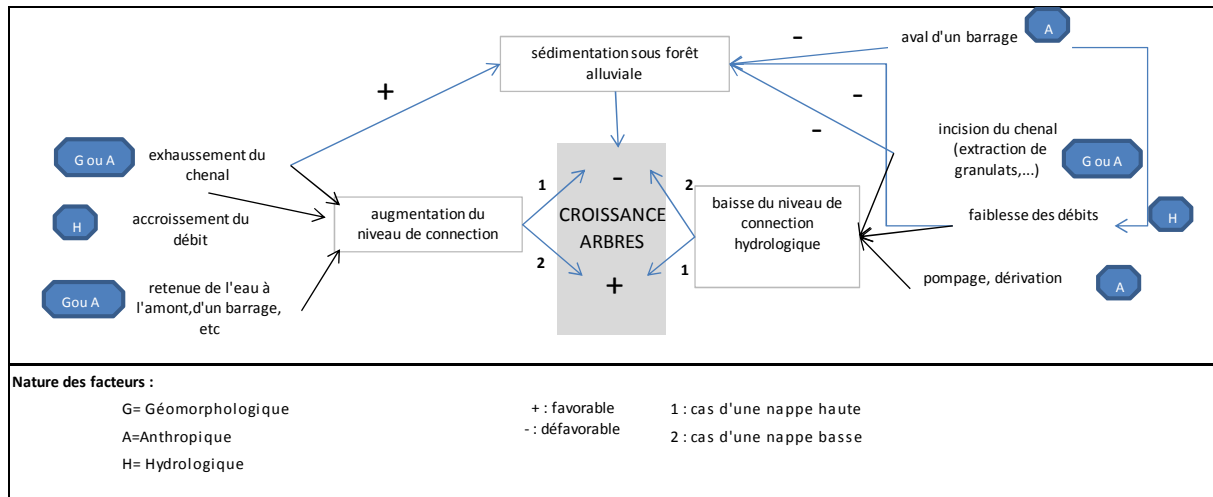 -
aval d'un barrage
A
sédimentation sous forêt
alluviale
+
-
-
G ou A
exhaussement du
chenal
incision du chenal
(extraction de
granulats,...)
G ou A
1
-
2
H
accroissement du
débit
augmentation du
niveau de connection
CROISSANCE
ARBRES
baisse du niveau de
connection
hydrologique
faiblesse des débits
H
2
+
1
Gou A
retenue de l'eau à
l'amont,d'un barrage,
etc
pompage, dérivation
A
Nature des facteurs :
G= Géomorphologique
+ : favorable
1 : cas d'une nappe haute
A=Anthropique
- : défavorable
2 : cas d'une nappe basse
H= Hydrologique